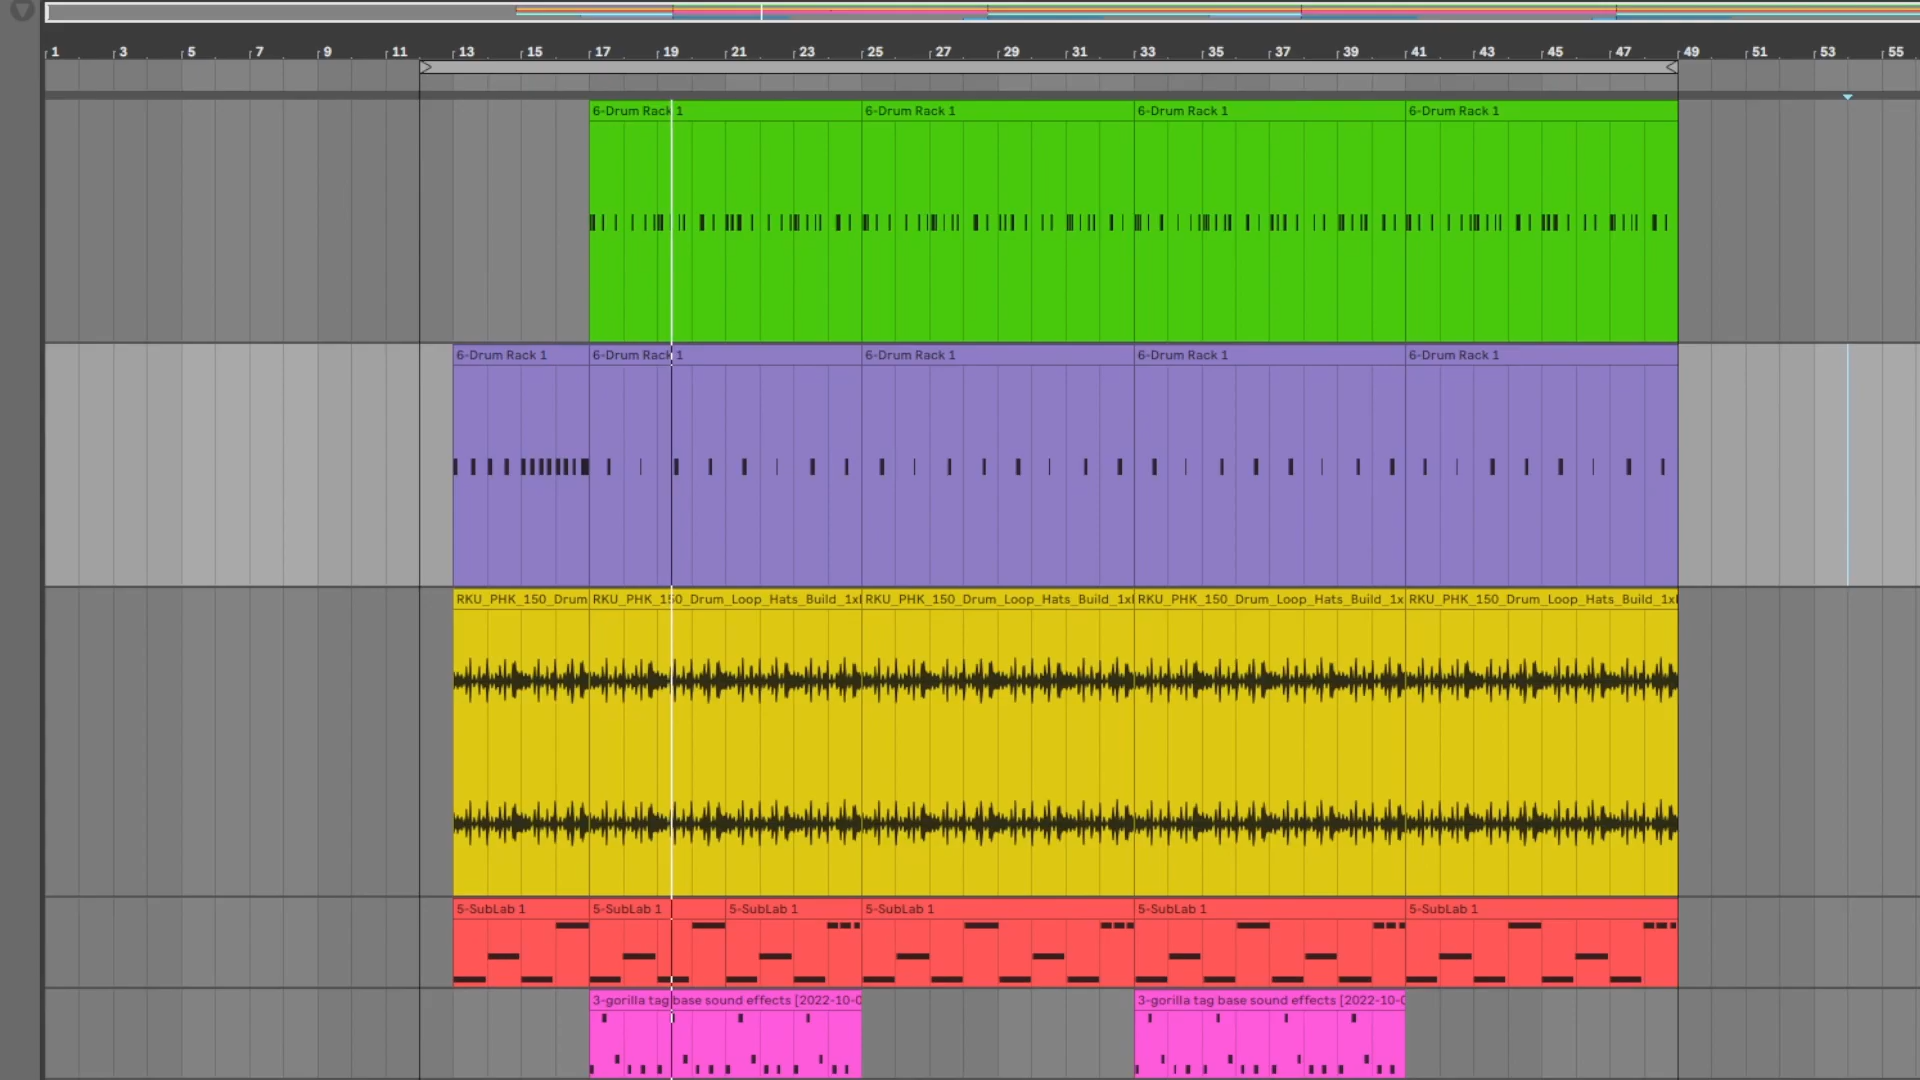 1 3 5 7 9 11 13 15 17 19 21 23 25 27 29 31 33 35 37 39 41 43 45 47 49 51 53 55
6-Drum Rack 1 6-Drum Rack 1 6-Drum Rack 1 6-Drum Rack 1
6-Drum Rack 1 6-Drum Rack 1 6-Drum Rack 1 6-Drum Rack 1 6-Drum Rack 1
RKU_PHK_150_Drum RKU_PHK_150_Drum_Loop_Hats_Build_1x RKU_PHK_150_Drum_Loop_Hats_Build_1x RKU_PHK_150_Drum_Loop_Hats_Build_1x RKU_PHK_150_Drum_Loop_Hats_Build_1x
5-SubLab 1 5-SubLab 1 5-SubLab 1 5-SubLab 1 5-SubLab 1 5-SubLab 1
3-gorilla tag base sound effects [2022-10-0 3-gorilla tag base sound effects [2022-10-0